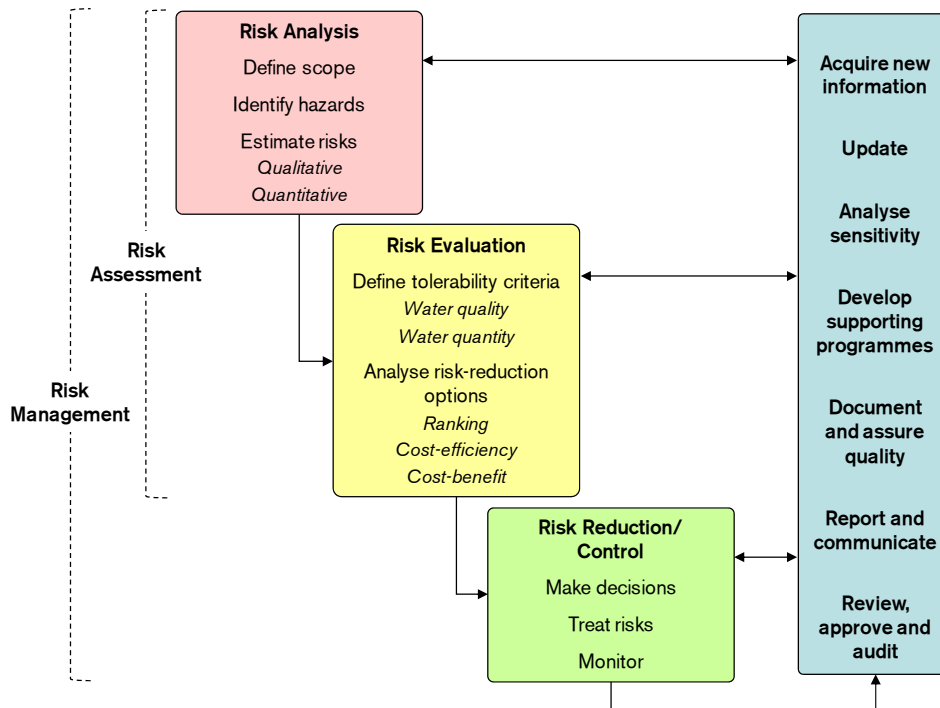 Risk Analysis
Define scope
Identify hazards
Estimate risks
Qualitative
Quantitative
Risk
Assessment
Risk
Management
Risk Evaluation
Define tolerability criteria
Water quality
Water quantity
Analyse risk-reduction
options
Ranking
Cost-efficiency
Cost-benefit
Risk Reduction/
Control
Make decisions
Treat risks
Monitor
Acquire new
information
Update
Analyse
sensitivity
Develop
supporting
programmes
Document
and assure
quality
Report and
communicate
Review,
approve and
audit